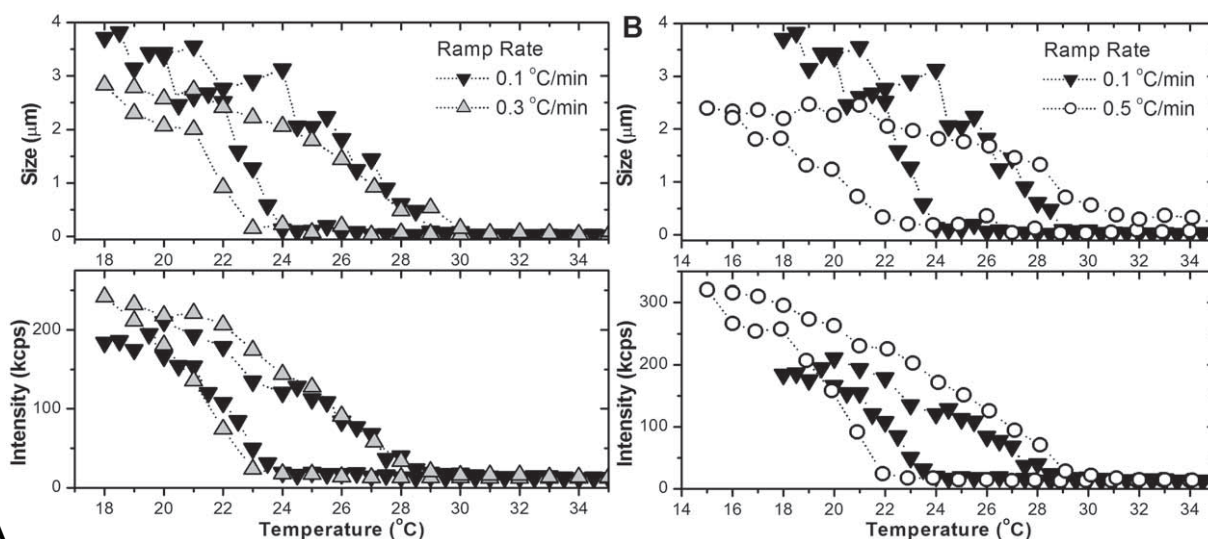 4
3
2
1
0
Size (μm)
Ramp Rate
0.1 °C/min
0.3 °C/min
18 20 22 24 26 28 30 32 34
200
100
0
Intensity (kcps)
18 20 22 24 26 28 30 32 34
Temperature (°C)
B
4
3
2
1
0
Size (μm)
Ramp Rate
0.1 °C/min
0.5 °C/min
14 16 18 20 22 24 26 28 30 32 34
300
200
100
0
Intensity (kcps)
14 16 18 20 22 24 26 28 30 32 34
Temperature (°C)